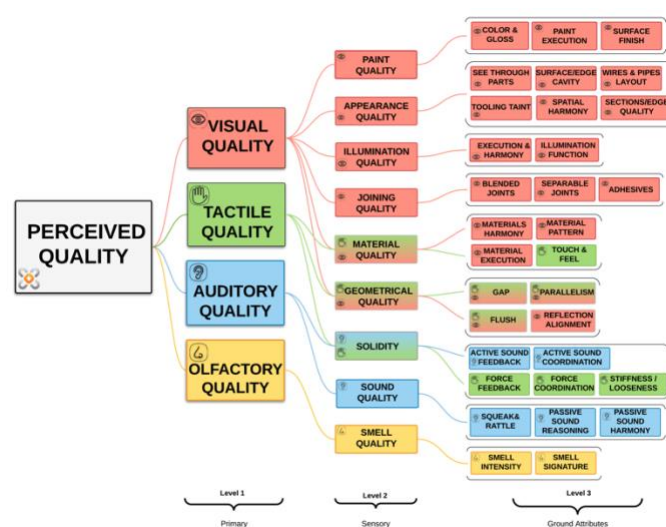 PERCEIVED
QUALITY
VISUAL
QUALITY
TACTILE
QUALITY
AUDITORY
QUALITY
OLFACTORY
QUALITY
PAINT
QUALITY
APPEARANCE
QUALITY
ILLUMINATION
QUALITY
JOINING
QUALITY
MATERIAL
QUALITY
GEOMETRICAL
QUALITY
SOLIDITY
SOUND
QUALITY
SMELL
QUALITY
COLOR &
GLOSS
PAINT
EXECUTION
SURFACE
FINISH
SEE THROUGH
PARTS
SURFACE/EDGE
CAVITY
WIRES & PIPES
LAYOUT
TOOLING TAINT
SPATIAL
HARMONY
SECTIONS/EDGE
QUALITY
EXECUTION &
HARMONY
ILLUMINATION
FUNCTION
BLENDED
JOINTS
SEPARABLE
JOINTS
ADHESIVES
MATERIALS
HARMONY
MATERIAL
PATTERN
MATERIAL
EXECUTION
TOUCH &
FEEL
GAP
PARALLELISM
FLUSH
REFLECTION
ALIGNMENT
ACTIVE SOUND
FEEDBACK
ACTIVE SOUND
COORDINATION
FORCE
FEEDBACK
FORCE
COORDINATION
STIFFNESS /
LOOSENESS
SQUEAK&
RATTLE
PASSIVE
SOUND
REASONING
PASSIVE
SOUND
HARMONY
SMELL
INTENSITY
SMELL
SIGNATURE
Level 1
Level 2
Level 3
Primary
Sensory
Ground Attributes